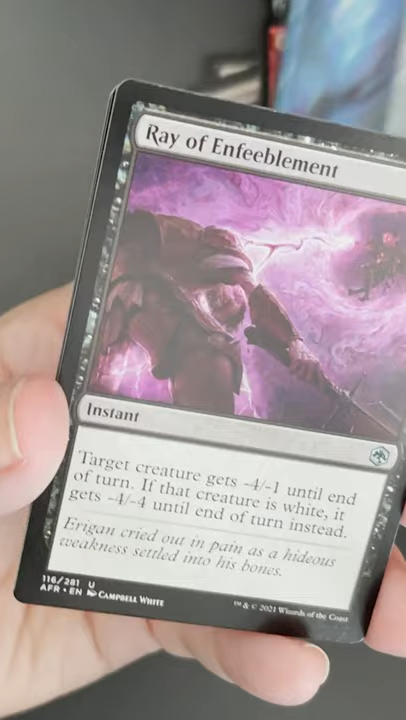 Ray of Enfeeblement
Instant
Target creature gets -4/-1 until end
of turn. If that creature is white, it
gets -4/-4 until end of turn instead.
Erigan cried out in pain as a hideous
weakness settled into his bones.
116/281 U
AFR • EN Campbell White
™ & © 2021 Wizards of the Coast